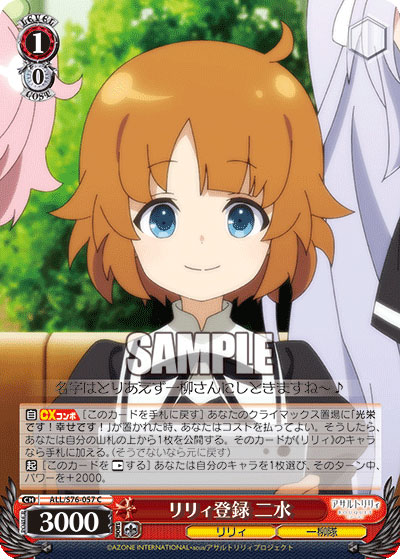 LEVEL
1
0
COST
SAMPLE
名字はとりあえず一柳さんにしときますね～♪
自 CXコンボ [このカードを手札に戻す] あなたのクライマックス置場に「光栄
です！幸せです！」が置かれた時、あなたはコストを払ってよい。そうしたら、
あなたは自分の山札の上から1枚を公開する。そのカードが《リリィ》のキャラ
なら手札に加える。（そうでないなら元に戻す）
起 [このカードを□する] あなたは自分のキャラを1枚選び、そのターン中、
パワーを＋2000。
CH ALL/S76-057 C
3000
リリィ登録 二水
アサルトリリィ
リリィ
一柳隊
©AZONE INTERNATIONAL・acus/アサルトリリィプロジェクト